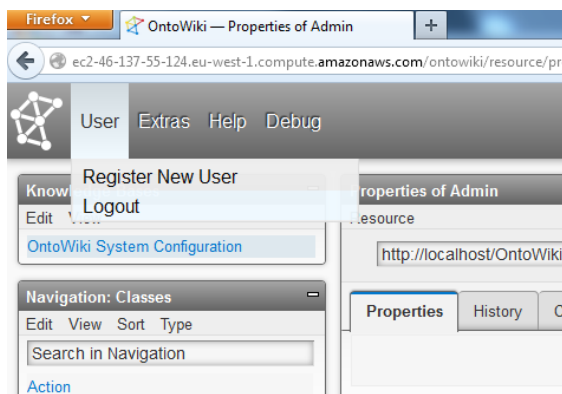 Firefox
OntoWiki — Properties of Admin
ec2-46-137-55-124.eu-west-1.compute.amazonaws.com/ontowiki/resource/pr
User Extras Help Debug
Register New User
Logout
Know
Properties of Admin
Edit
Resource
OntoWiki System Configuration
http://localhost/OntoWiki
Navigation: Classes
Edit View Sort Type
Properties History C
Search in Navigation
Action